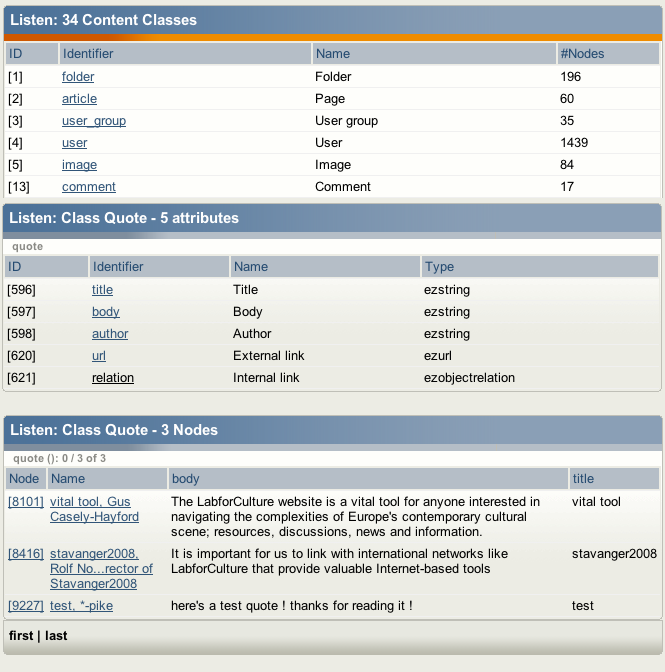 Listen: 34 Content Classes
ID Identifier Name #Nodes
[1] folder Folder 196
[2] article Page 60
[3] user_group User group 35
[4] user User 1439
[5] image Image 84
[13] comment Comment 17
Listen: Class Quote - 5 attributes
quote
ID Identifier Name Type
[596] title Title ezstring
[597] body Body ezstring
[598] author Author ezstring
[620] url External link ezurl
[621] relation Internal link ezobjectrelation
Listen: Class Quote - 3 Nodes
quote (): 0 / 3 of 3
Node Name body title
[8101] vital tool, Gus The LabforCulture website is a vital tool for anyone interested in vital tool
Casely-Hayford navigating the complexities of Europe's contemporary cultural
scene; resources, discussions, news and information.
[8416] stavanger2008, It is important for us to link with international networks like stavanger2008
Rolf No...rector of LabforCulture that provide valuable Internet-based tools
Stavanger2008
[9227] test, *-pike here's a test quote ! thanks for reading it ! test
first | last